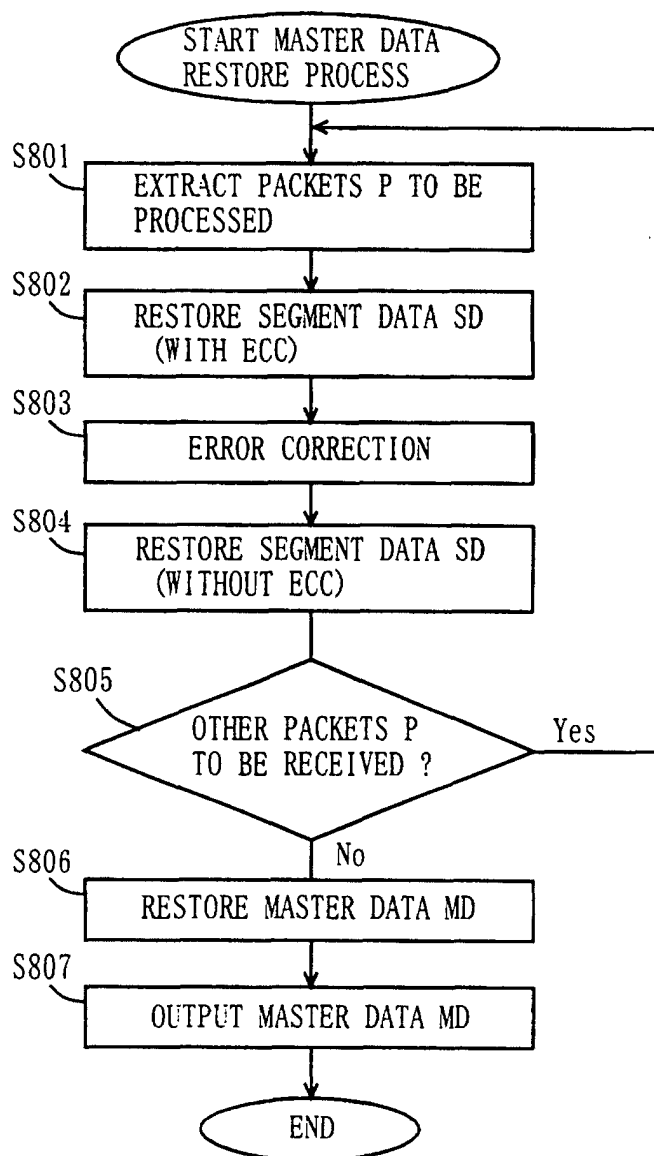 START MASTER DATA
RESTORE PROCESS
S801
EXTRACT PACKETS P TO BE
PROCESSED
S802
RESTORE SEGMENT DATA SD
(WITH ECC)
S803
ERROR CORRECTION
S804
RESTORE SEGMENT DATA SD
(WITHOUT ECC)
S805
OTHER PACKETS P
TO BE RECEIVED ?
Yes
No
S806
RESTORE MASTER DATA MD
S807
OUTPUT MASTER DATA MD
END